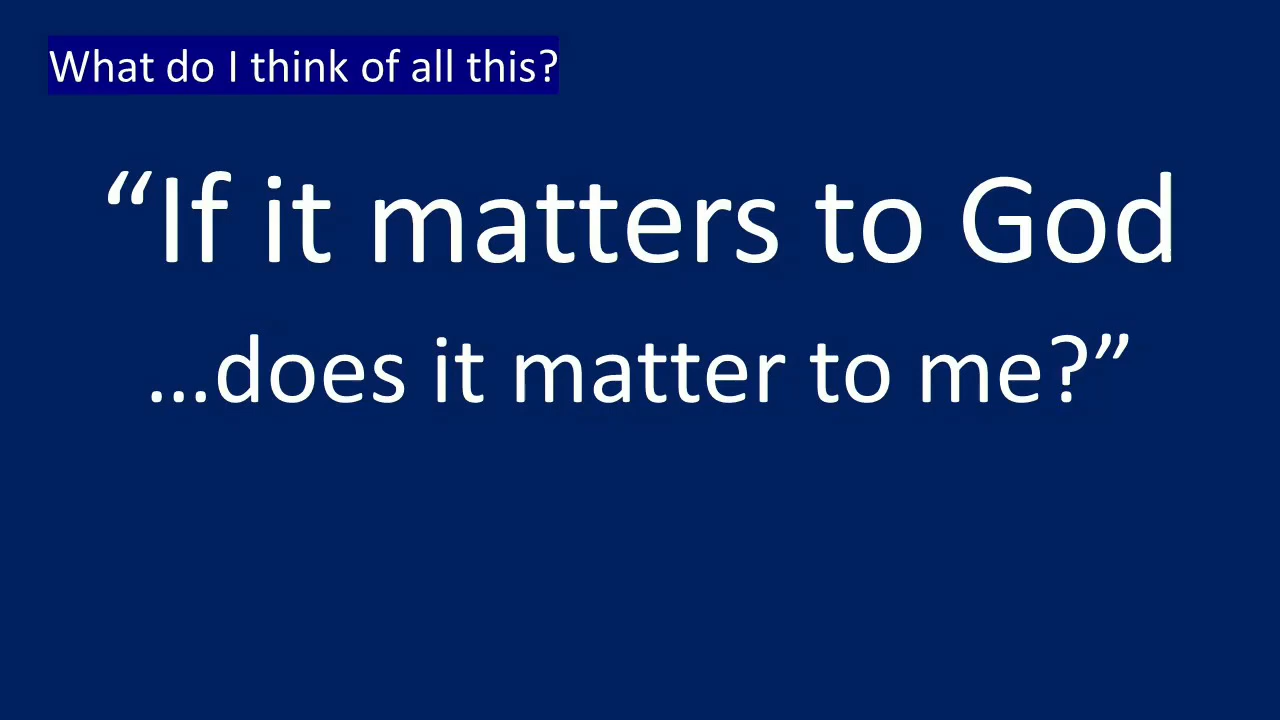 What do I think of all this?
“If it matters to God
...does it matter to me?”